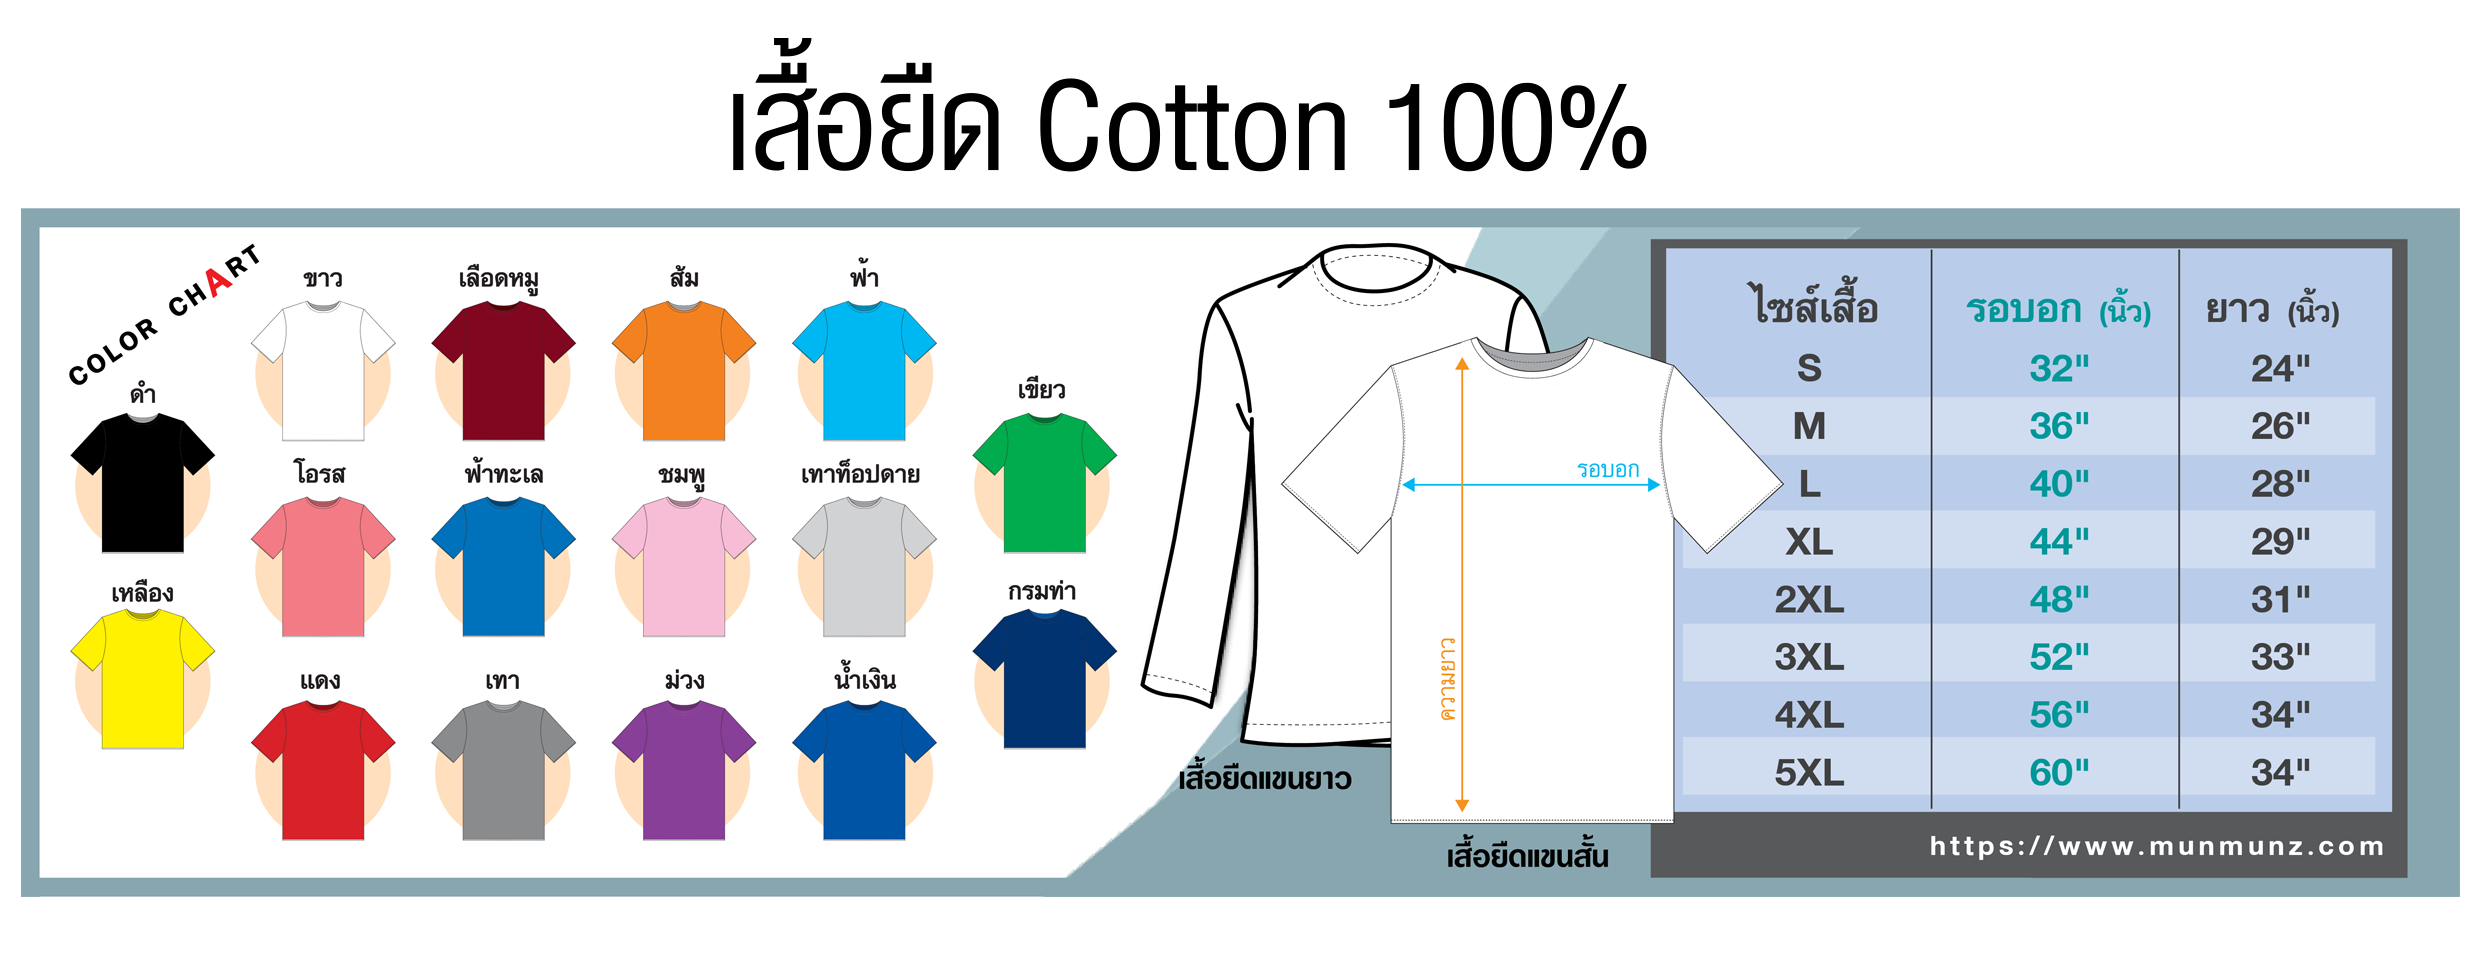 เสื้อยืด Cotton 100%
COLOR CHART
ขาว
เลือดหมู
ส้ม
ฟ้า
ดำ
เขียว
โอรส
ฟ้าทะเล
ชมพู
เทาท็อปดาย
เหลือง
กรมท่า
แดง
เทา
ม่วง
น้ำเงิน
รอบอก
ความยาว
เสื้อยืดแขนยาว
เสื้อยืดแขนสั้น
ไซส์เสื้อ รอบอก (นิ้ว) ยาว (นิ้ว)
S 32" 24"
M 36" 26"
L 40" 28"
XL 44" 29"
2XL 48" 31"
3XL 52" 33"
4XL 56" 34"
5XL 60" 34"
https://www.munmunz.com